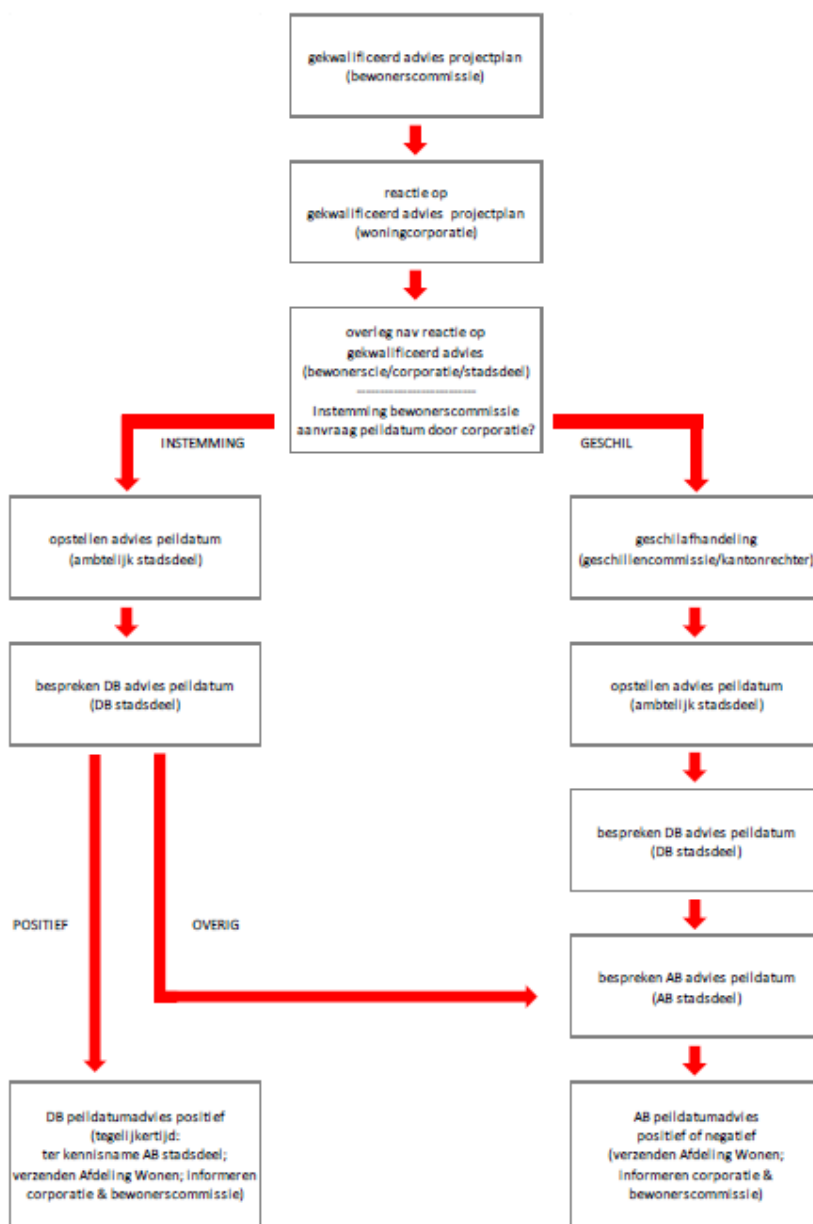 gekwalificeerd advies projectplan
(bewonerscommissie)
reactie op
gekwalificeerd advies projectplan
(woningcorporatie)
overleg nav reactie op
gekwalificeerd advies
(bewonerscie/corporatie/stadsdeel)
--------------------------
Instemming bewonerscommissie
aanvraag peildatum door corporatie?
INSTEMMING
GESCHIL
opstellen advies peildatum
(ambtelijk stadsdeel)
geschilafhandeling
(geschillencommissie/kantonrechter)
bespreken DB advies peildatum
(DB stadsdeel)
opstellen advies peildatum
(ambtelijk stadsdeel)
bespreken DB advies peildatum
(DB stadsdeel)
POSITIEF
OVERIG
bespreken AB advies peildatum
(AB stadsdeel)
DB peildatumadvies positief
(tegelijkertijd:
ter kennisname AB stadsdeel;
verzenden Afdeling Wonen; informeren
corporatie & bewonerscommissie)
AB peildatumadvies
positief of negatief
(verzenden Afdeling Wonen;
informeren corporatie &
bewonerscommissie)